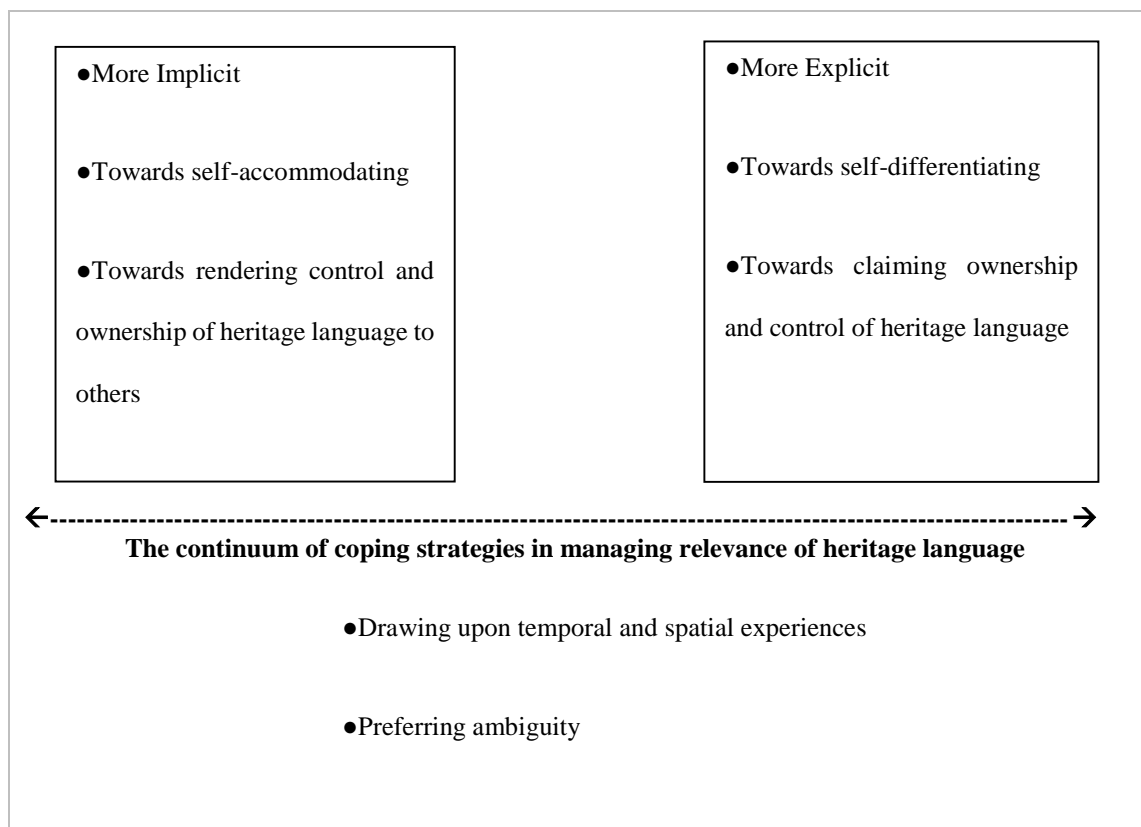 ●More Implicit
●Towards self-accommodating
●Towards rendering control and
ownership of heritage language to
others
●More Explicit
●Towards self-differentiating
●Towards claiming ownership
and control of heritage language
The continuum of coping strategies in managing relevance of heritage language
●Drawing upon temporal and spatial experiences
●Preferring ambiguity